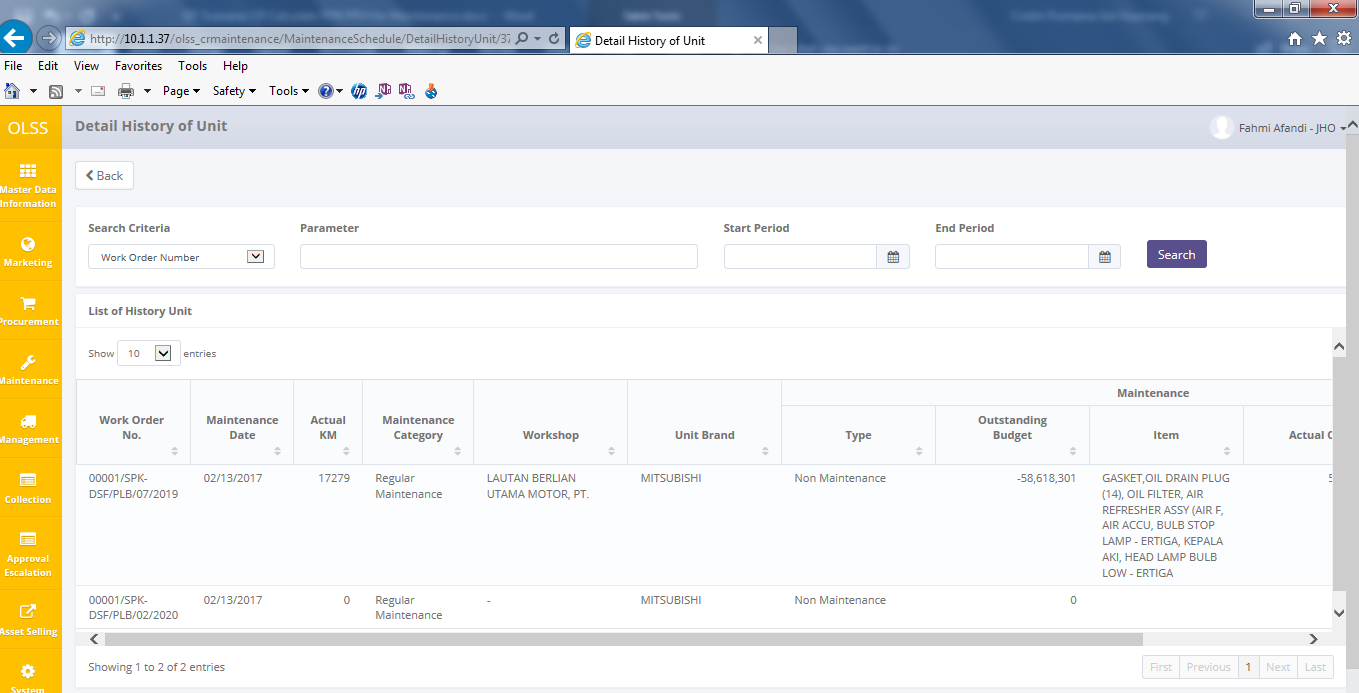 http://10.1.1.37/olss_crmaintenance/MaintenanceSchedule/DetailHistoryUnit/37
Detail History of Unit
File Edit View Favorites Tools Help
Page Safety Tools
OLSS
Detail History of Unit
Fahmi Afandi - JHO
Back
Master Data
Information
Marketing
Procurement
Maintenance
Management
Collection
Approval
Escalation
Asset Selling
System
Search Criteria
Parameter
Start Period
End Period
Work Order Number
Search
List of History Unit
Show 10 entries
Maintenance
Work Order
No.
Maintenance
Date
Actual
KM
Maintenance
Category
Workshop
Unit Brand
Type
Outstanding
Budget
Item
Actual C
00001/SPK-
DSF/PLB/07/2019
02/13/2017
17279
Regular
Maintenance
LAUTAN BERLIAN
UTAMA MOTOR, PT.
MITSUBISHI
Non Maintenance
-58,618,301
GASKET,OIL DRAIN PLUG
(14), OIL FILTER, AIR
REFRESHER ASSY (AIR F,
AIR ACCU, BULB STOP
LAMP - ERTIGA, KEPALA
AKI, HEAD LAMP BULB
LOW - ERTIGA
5
00001/SPK-
DSF/PLB/02/2020
02/13/2017
0
Regular
Maintenance
-
MITSUBISHI
Non Maintenance
0
Showing 1 to 2 of 2 entries
First Previous 1 Next Last